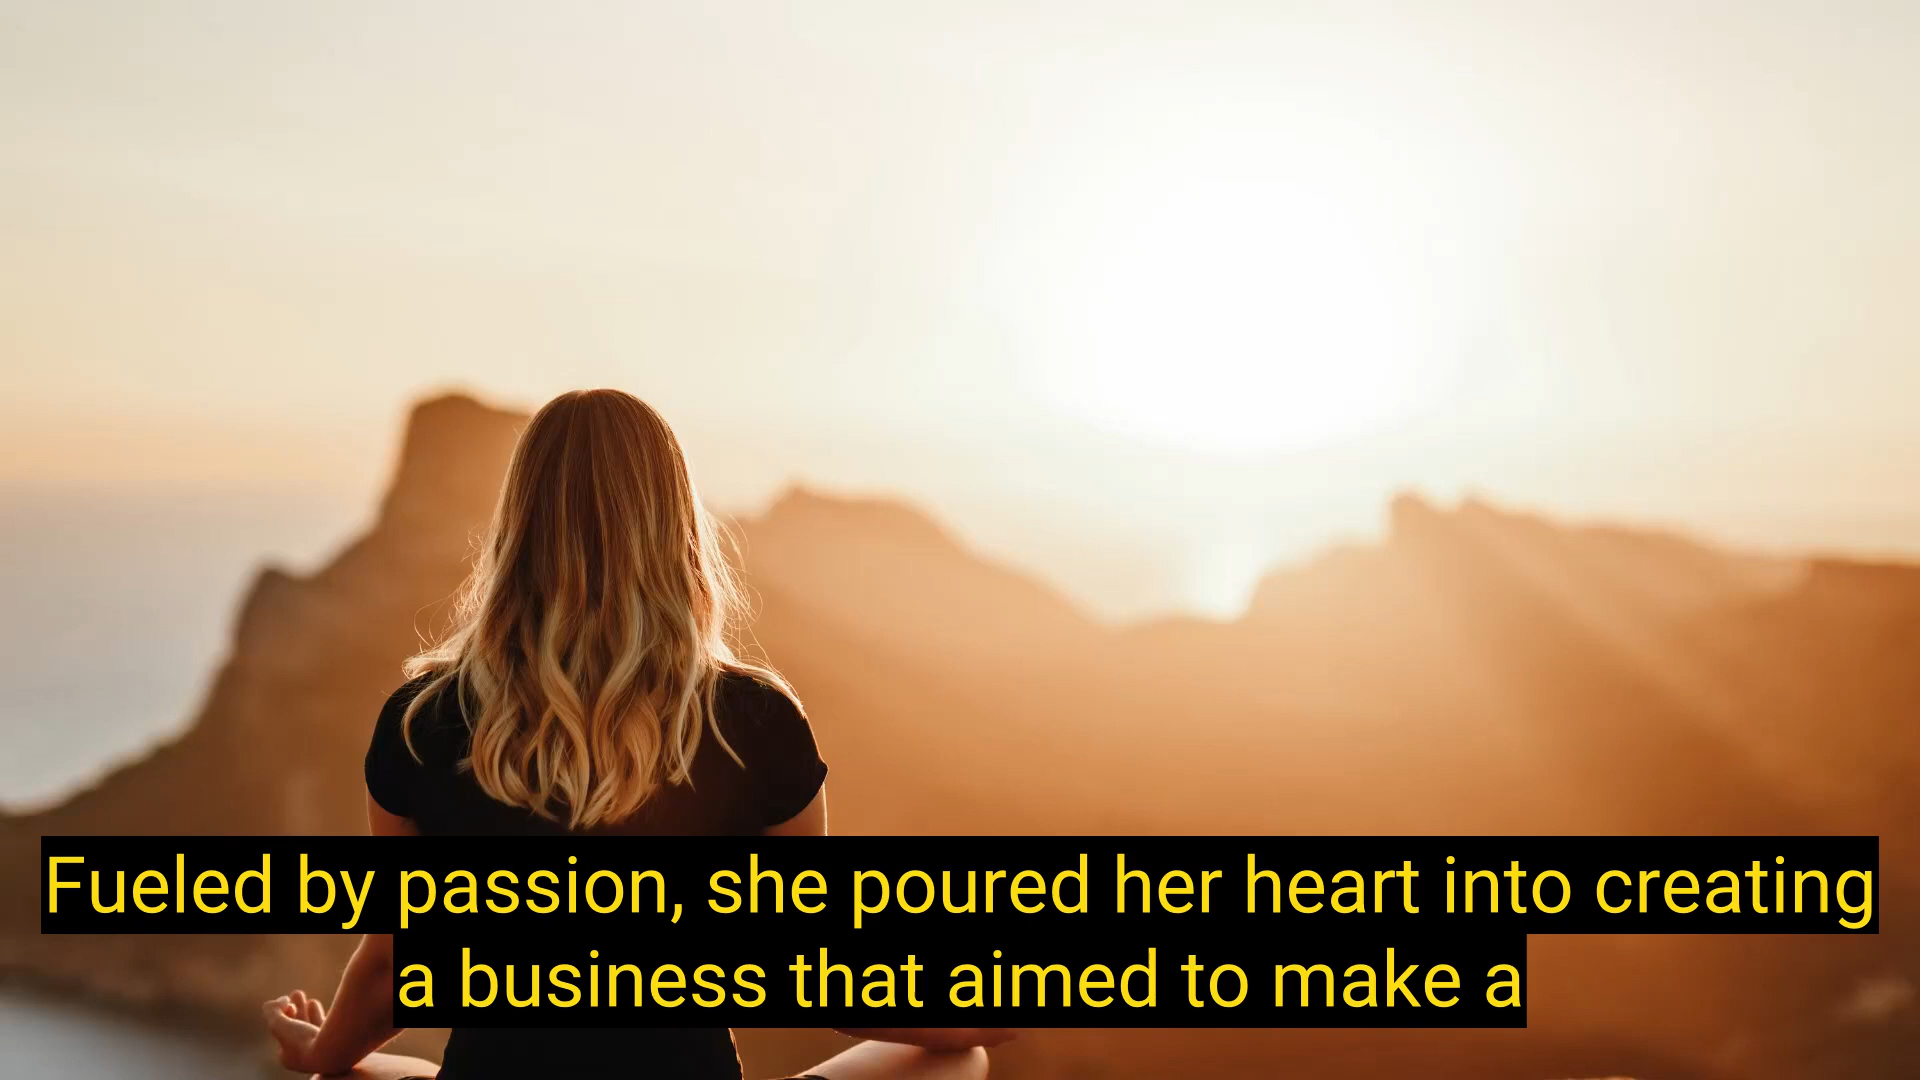 Fueled by passion, she poured her heart into creating
a business that aimed to make a